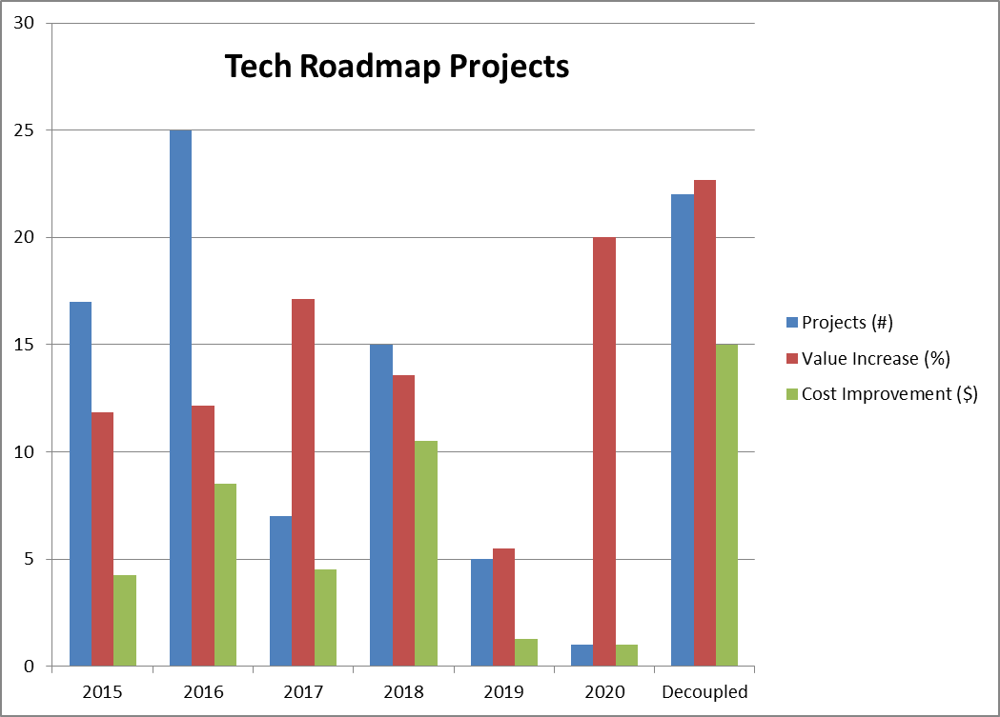 Tech Roadmap Projects
30
25
20
15
10
5
0
2015 2016 2017 2018 2019 2020 Decoupled
Projects (#)
Value Increase (%)
Cost Improvement ($)